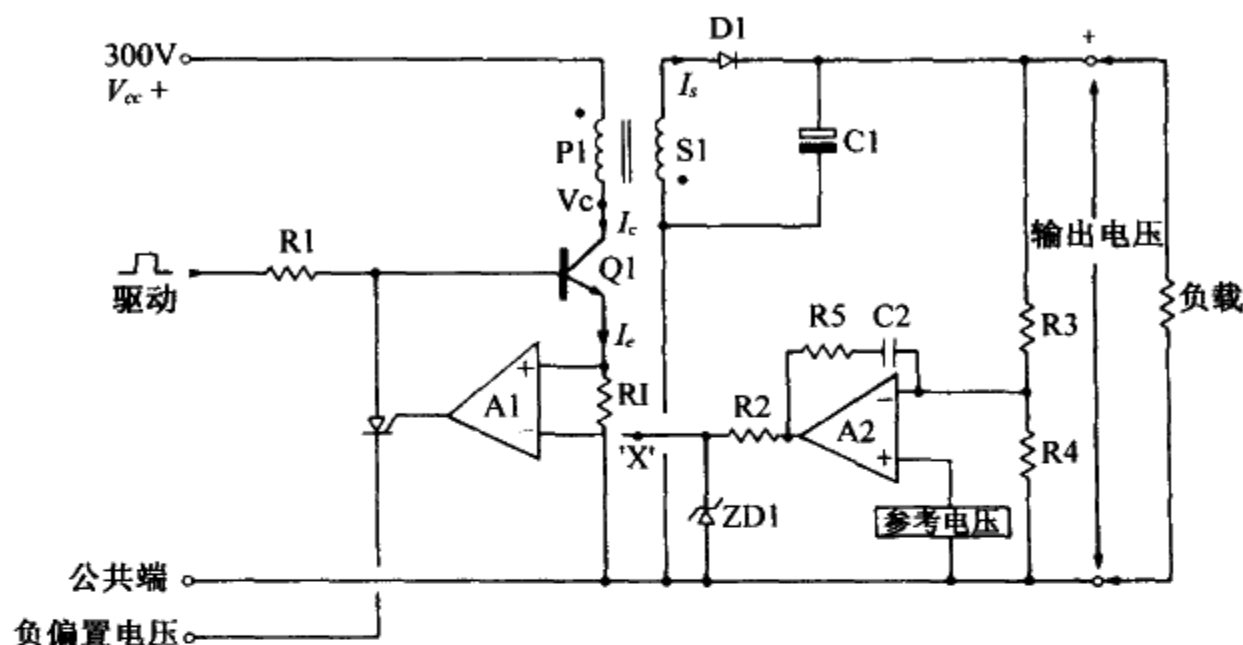 300V
Vcc +
P1
S1
Is
D1
+
C1
Vc
Ic
R1
驱动
Q1
Ie
A1
+
−
RI
'X'
R2
R5
C2
A2
−
+
ZD1
参考电压
R3
R4
输出电压
负载
公共端
负偏置电压